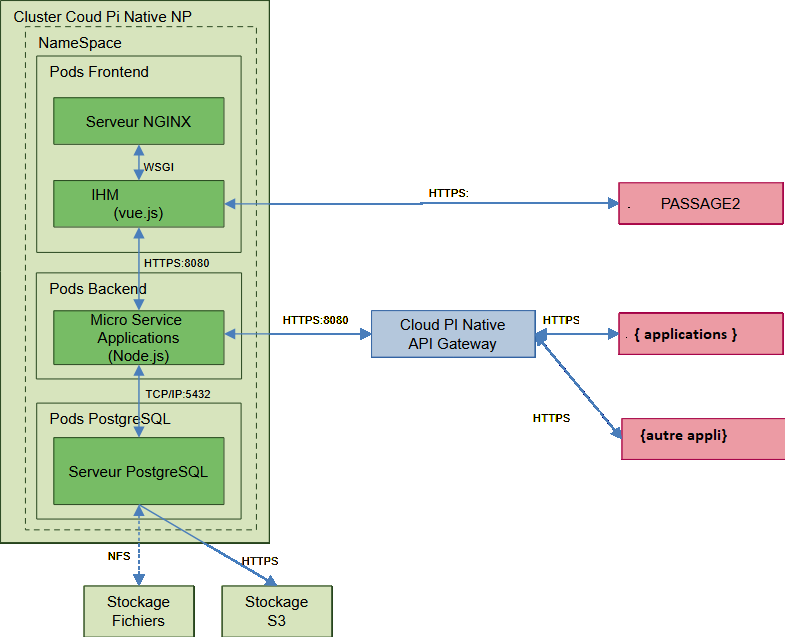 Cluster Coud Pi Native NP
NameSpace
Pods Frontend
Serveur NGINX
WSGI
IHM
(vue.js)
HTTPS:
. PASSAGE2
HTTPS:8080
Pods Backend
Micro Service
Applications
(Node.js)
HTTPS:8080
Cloud PI Native
API Gateway
HTTPS
. { applications }
HTTPS
{autre appli}
TCP/IP:5432
Pods PostgreSQL
Serveur PostgreSQL
NFS
HTTPS
Stockage
Fichiers
Stockage
S3